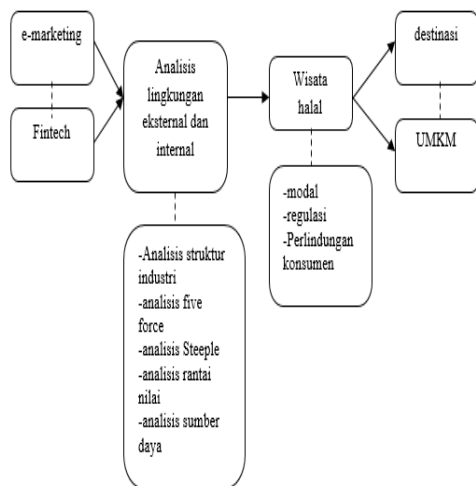 e-marketing
Fintech
Analisis
lingkungan
eksternal dan
internal
Wisata
halal
destinasi
UMKM
-modal
-regulasi
-Perlindungan
konsumen
-Analisis struktur
industri
-analisis five
force
-analisis Steeple
-analisis rantai
nilai
-analisis sumber
daya